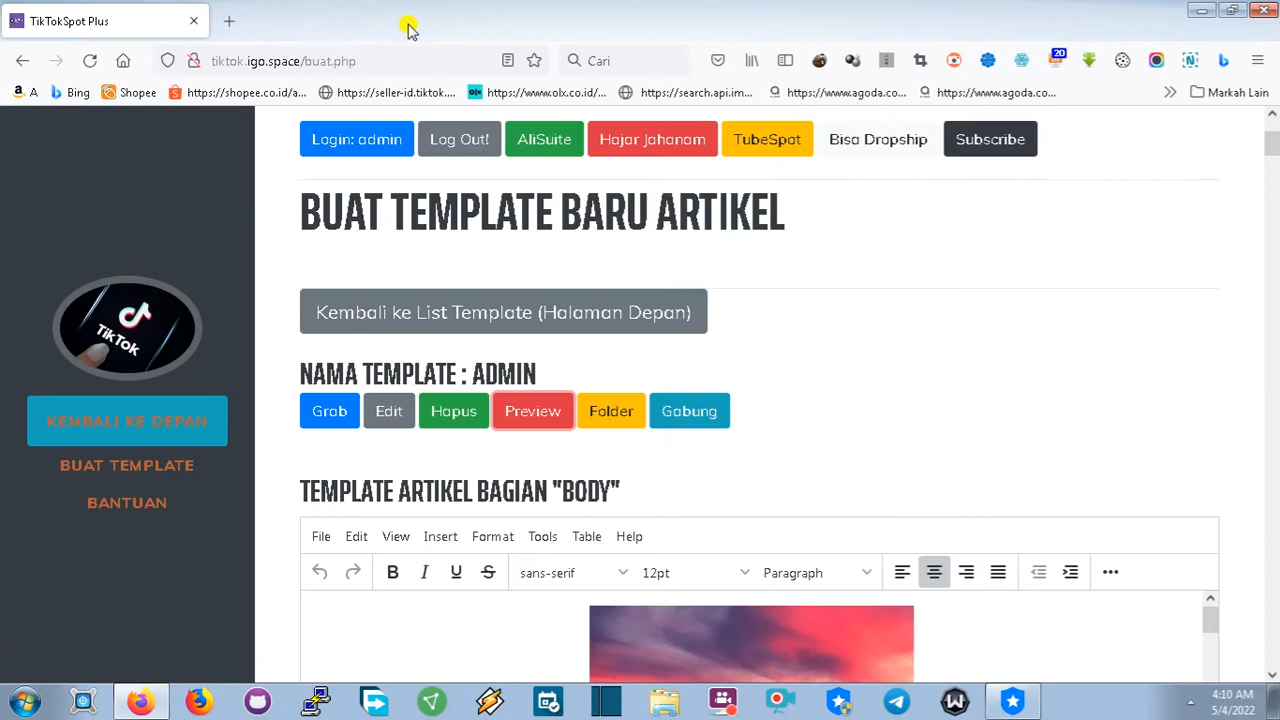 TikTokSpot Plus
tiktok.igo.space/buat.php
Cari
20
A Bing Shopee https://shopee.co.id/a... https://seller-id.tiktok.... https://www.olx.co.id/... https://search.api.im... https://www.agoda.co... https://www.agoda.co... Markah Lain
Login: admin Log Out! AliSuite Hajar Jahanam TubeSpot Bisa Dropship Subscribe
BUAT TEMPLATE BARU ARTIKEL
Kembali ke List Template (Halaman Depan)
TikTok
NAMA TEMPLATE : ADMIN
Grab Edit Hapus Preview Folder Gabung
KEMBALI KE DEPAN
BUAT TEMPLATE
BANTUAN
TEMPLATE ARTIKEL BAGIAN "BODY"
File Edit View Insert Format Tools Table Help
B I U S sans-serif 12pt Paragraph
4:10 AM
5/4/2022